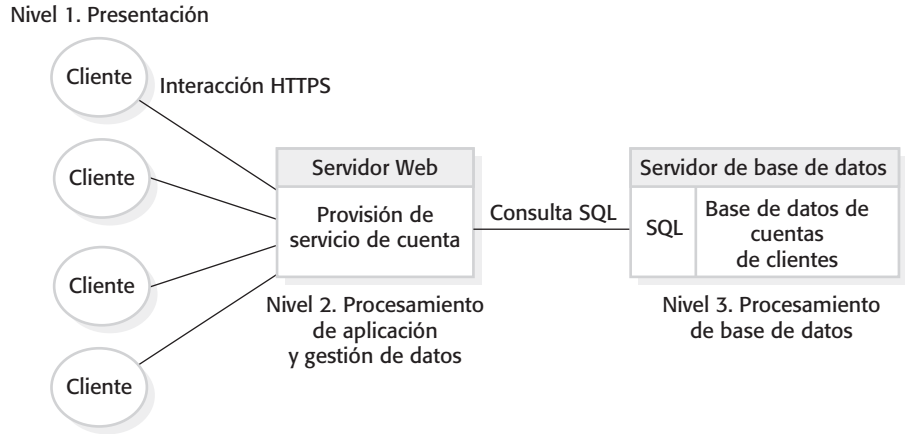 Nivel 1. Presentación
Cliente
Interacción HTTPS
Cliente
Cliente
Cliente
Servidor Web
Provisión de
servicio de cuenta
Nivel 2. Procesamiento
de aplicación
y gestión de datos
Consulta SQL
Servidor de base de datos
SQL
Base de datos de
cuentas
de clientes
Nivel 3. Procesamiento
de base de datos